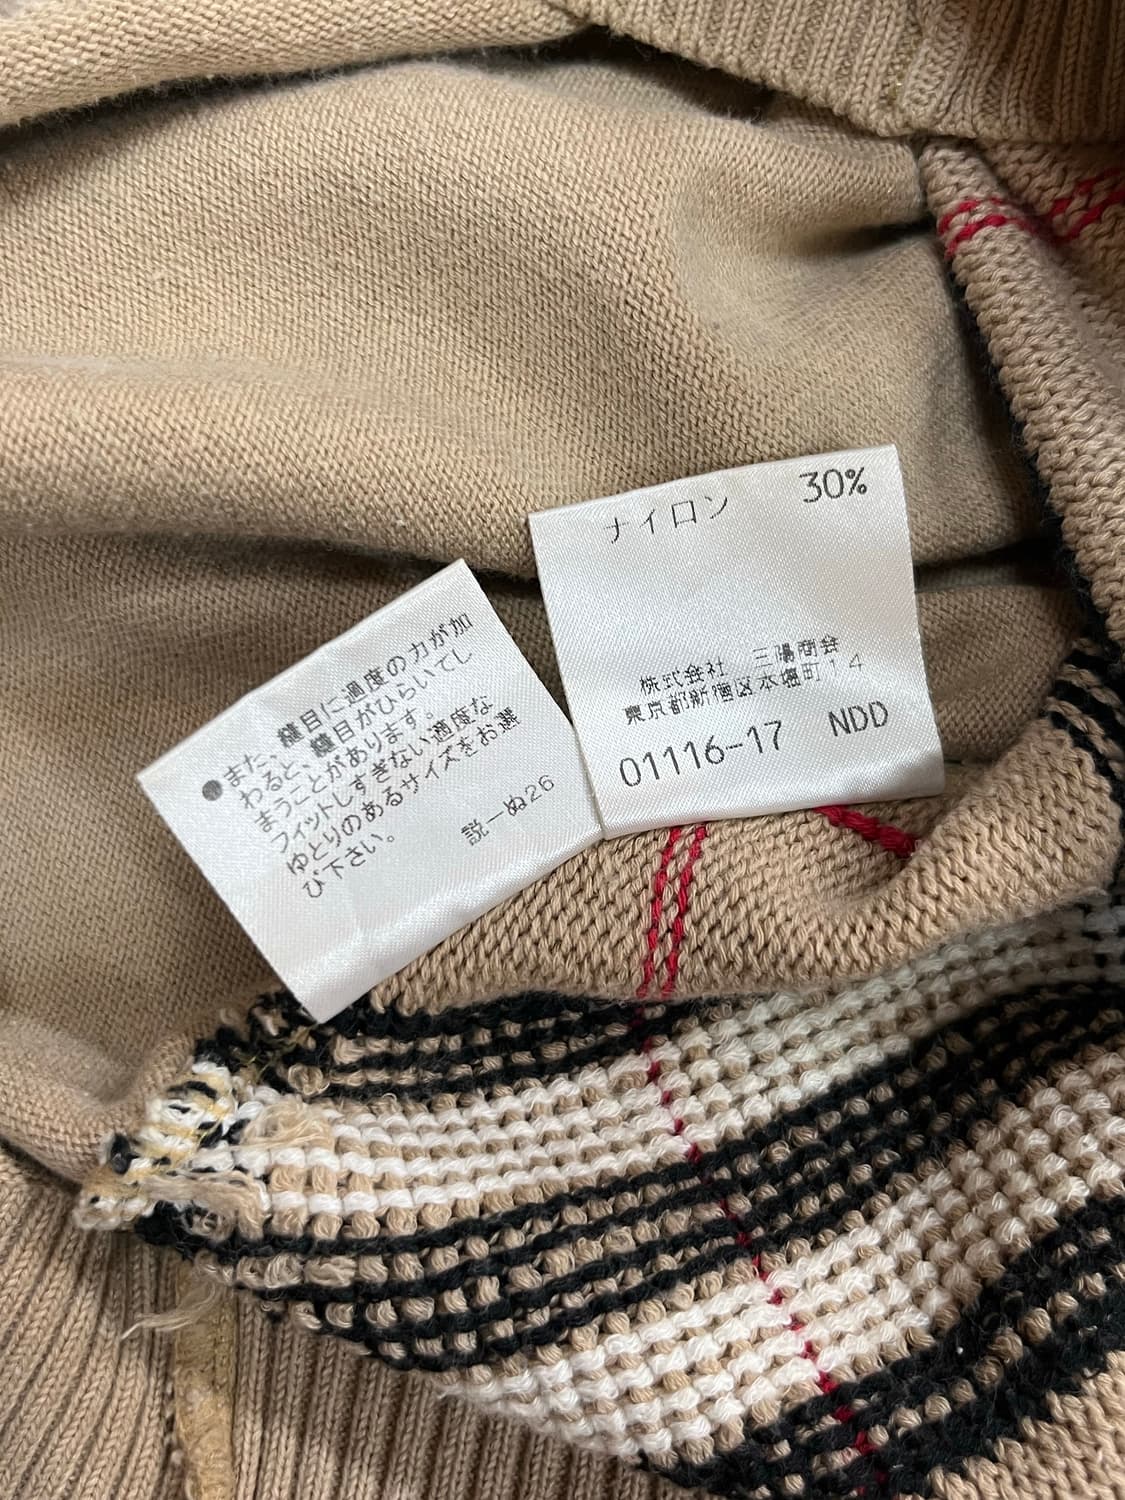 ●また、縫目に過度の力が加
わると、縫目がひらいてし
まうことがあります。
フィットしすぎない適度な
ゆとりのあるサイズをお選
び下さい。
説－ぬ26
ナイロン 30%
株式会社 三陽商会
東京都新宿区本塩町14
01116-17 NDD